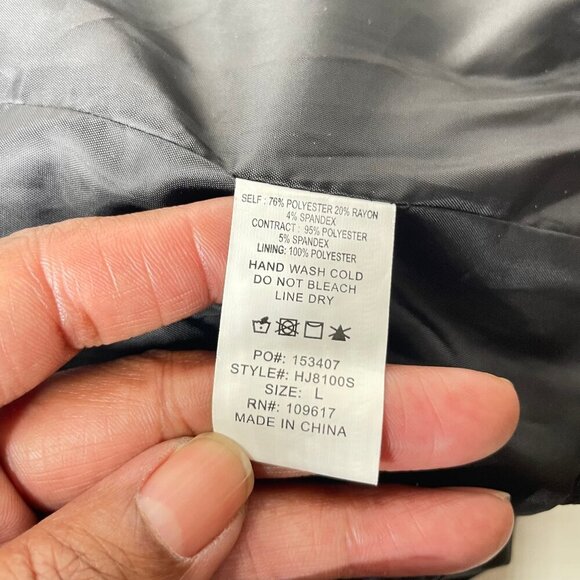 SELF : 76% POLYESTER 20% RAYON
4% SPANDEX
CONTRACT : 95% POLYESTER
5% SPANDEX
LINING: 100% POLYESTER
HAND WASH COLD
DO NOT BLEACH
LINE DRY
PO#: 153407
STYLE#: HJ8100S
SIZE: L
RN#: 109617
MADE IN CHINA